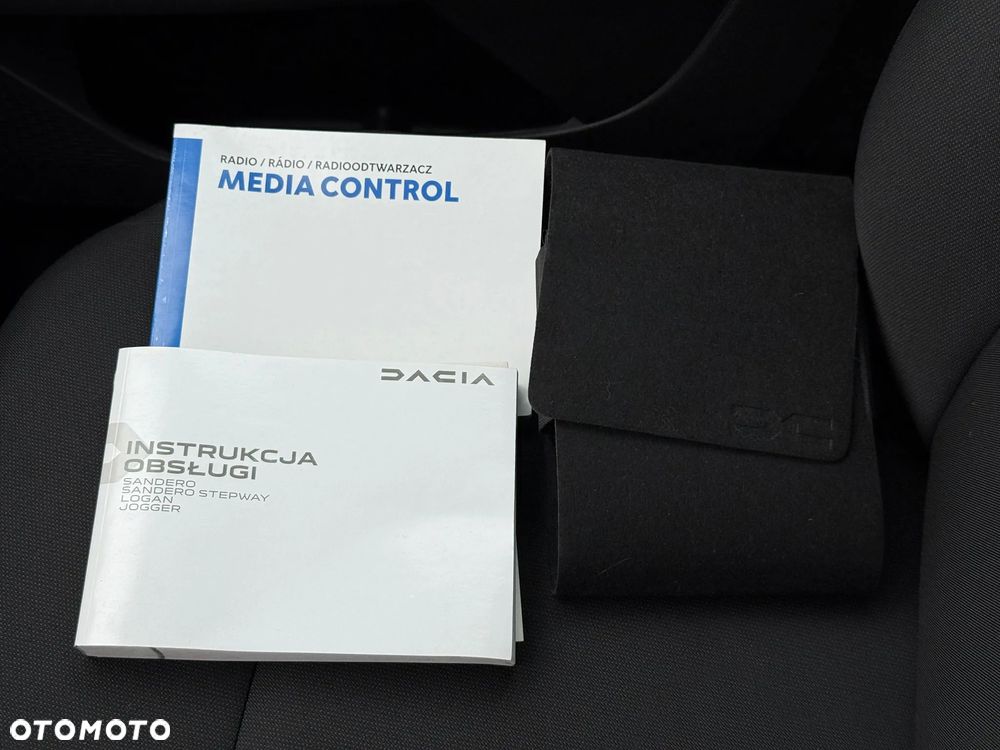 RADIO / RÁDIO / RADIOODTWARZACZ
MEDIA CONTROL
DACIA
INSTRUKCJA
OBSŁUGI
SANDERO
SANDERO STEPWAY
LOGAN
JOGGER
OTOMOTO